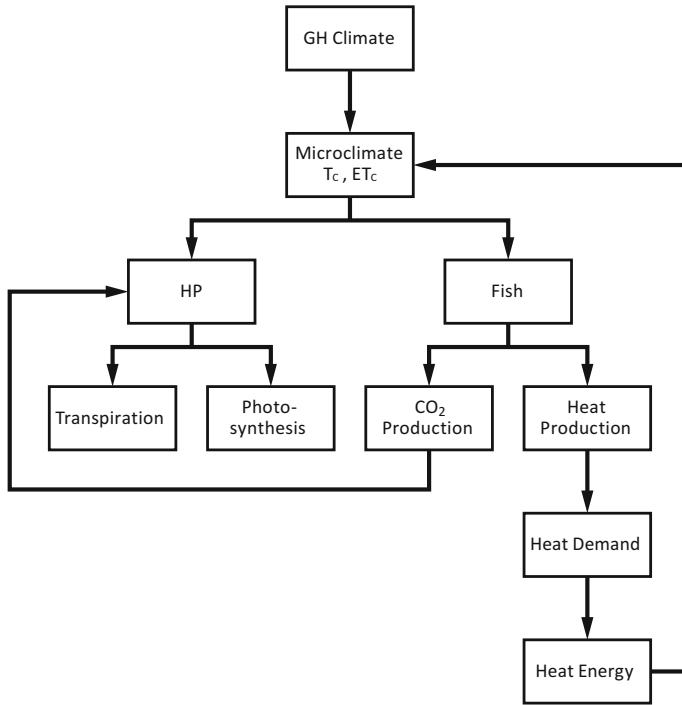 GH Climate
Microclimate
Tc , ETc
HP
Fish
Transpiration
Photo-
synthesis
CO₂
Production
Heat
Production
Heat Demand
Heat Energy